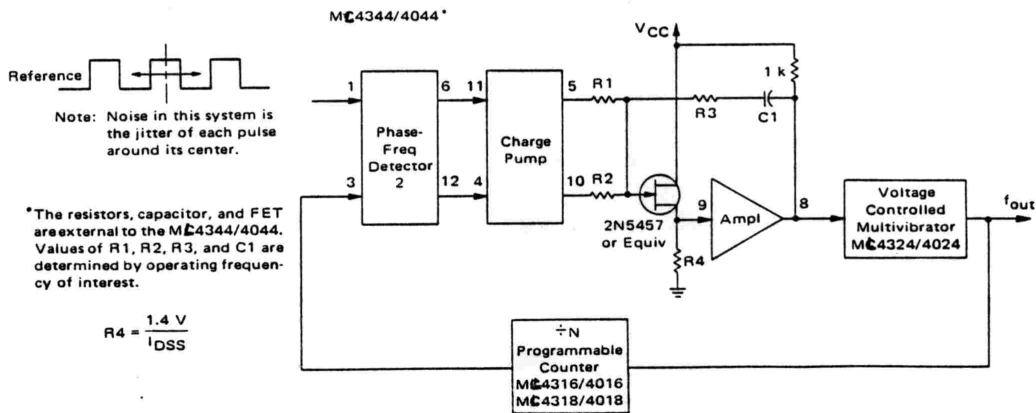 MC4344/4044*
Reference
Note: Noise in this system is
the jitter of each pulse
around its center.
*The resistors, capacitor, and FET
are external to the MC4344/4044.
Values of R1, R2, R3, and C1 are
determined by operating frequen-
cy of interest.
R4 = 1.4 V
IDSS
1
3
Phase-
Freq
Detector
2
6
12
11
4
Charge
Pump
5
10
R1
R2
R3
C1
1 k
VCC
2N5457
or Equiv
R4
9
Ampl
8
Voltage
Controlled
Multivibrator
MC4324/4024
fout
÷N
Programmable
Counter
MC4316/4016
MC4318/4018